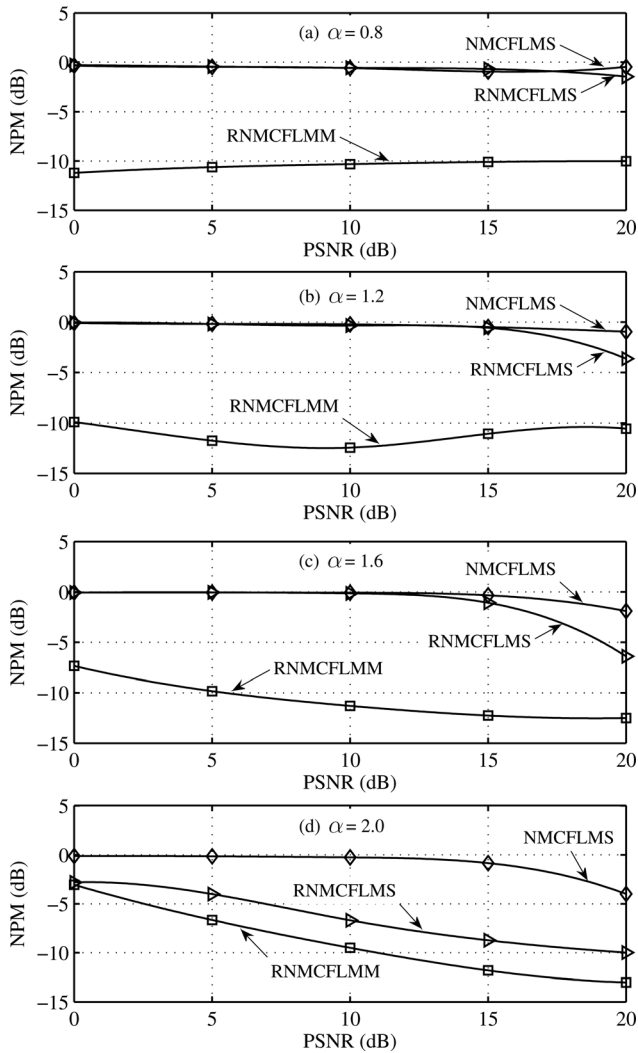 5
(a) α = 0.8
NMCFLMS
0
RNMCFLMS
NPM (dB)
−5
RNMCFLMM
−10
−15
0 5 10 15 20
PSNR (dB)
5
(b) α = 1.2
NMCFLMS
0
RNMCFLMS
NPM (dB)
−5
RNMCFLMM
−10
−15
0 5 10 15 20
PSNR (dB)
5
(c) α = 1.6
NMCFLMS
0
RNMCFLMS
NPM (dB)
−5
RNMCFLMM
−10
−15
0 5 10 15 20
PSNR (dB)
5
(d) α = 2.0
NMCFLMS
0
RNMCFLMS
NPM (dB)
−5
−10
RNMCFLMM
−15
0 5 10 15 20
PSNR (dB)